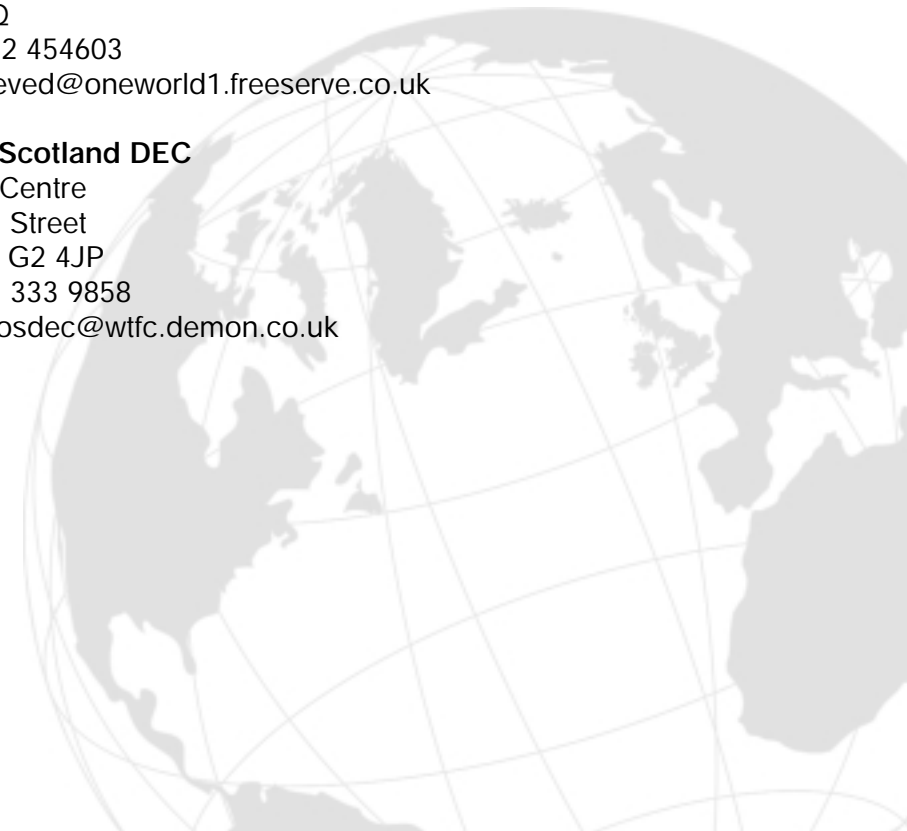 2 454603
eved@oneworld1.freeserve.co.uk
Scotland DEC
Centre
Street
G2 4JP
333 9858
osdec@wtfc.demon.co.uk